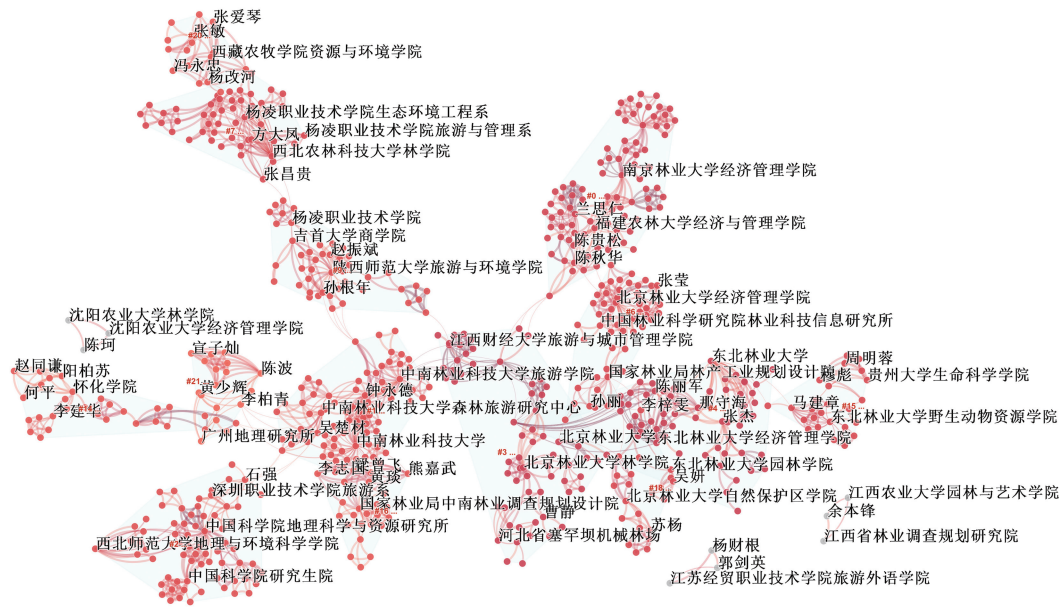 张爱琴
张敏
#20
西藏农牧学院资源与环境学院
冯永忠
杨改河
杨凌职业技术学院生态环境工程系
#7
方大凤
杨凌职业技术学院旅游与管理系
西北农林科技大学林学院
张昌贵
南京林业大学经济管理学院
#0 ...
兰思仁
福建农林大学经济与管理学院
陈贵松
陈秋华
杨凌职业技术学院
吉首大学商学院
赵振斌
陕西师范大学旅游与环境学院
孙根年
张莹
北京林业大学经济管理学院
#6
中国林业科学研究院林业科技信息研究所
沈阳农业大学林学院
沈阳农业大学经济管理学院
陈珂
江西财经大学旅游与城市管理学院
宣子灿
赵同谦
阳柏苏
怀化学院
何平
李建华
陈波
#21
黄少辉
李柏青
广州地理研究所
钟永德
中南林业科技大学旅游学院
中南林业科技大学森林旅游研究中心
吴楚材
中南林业科技大学
李志国
曾飞
熊嘉武
黄琰
国家林业局林产工业规划设计院
东北林业大学
周明蓉
穆彪
贵州大学生命科学学院
陈丽军
孙丽
李梓雯
那守海
张杰
马建章
#15
东北林业大学野生动物资源学院
北京林业大学
东北林业大学经济管理学院
#3 ...
北京林业大学林学院
东北林业大学园林学院
吴妍
#18
北京林业大学自然保护区学院
石强
深圳职业技术学院旅游系
国家林业局中南林业调查规划设计院
#16
曹静
中国科学院地理科学与资源研究所
西北师范大学地理与环境科学学院
#2
中国科学院研究生院
河北省塞罕坝机械林场
苏杨
江西农业大学园林与艺术学院
余本锋
江西省林业调查规划研究院
杨财根
郭剑英
江苏经贸职业技术学院旅游外语学院